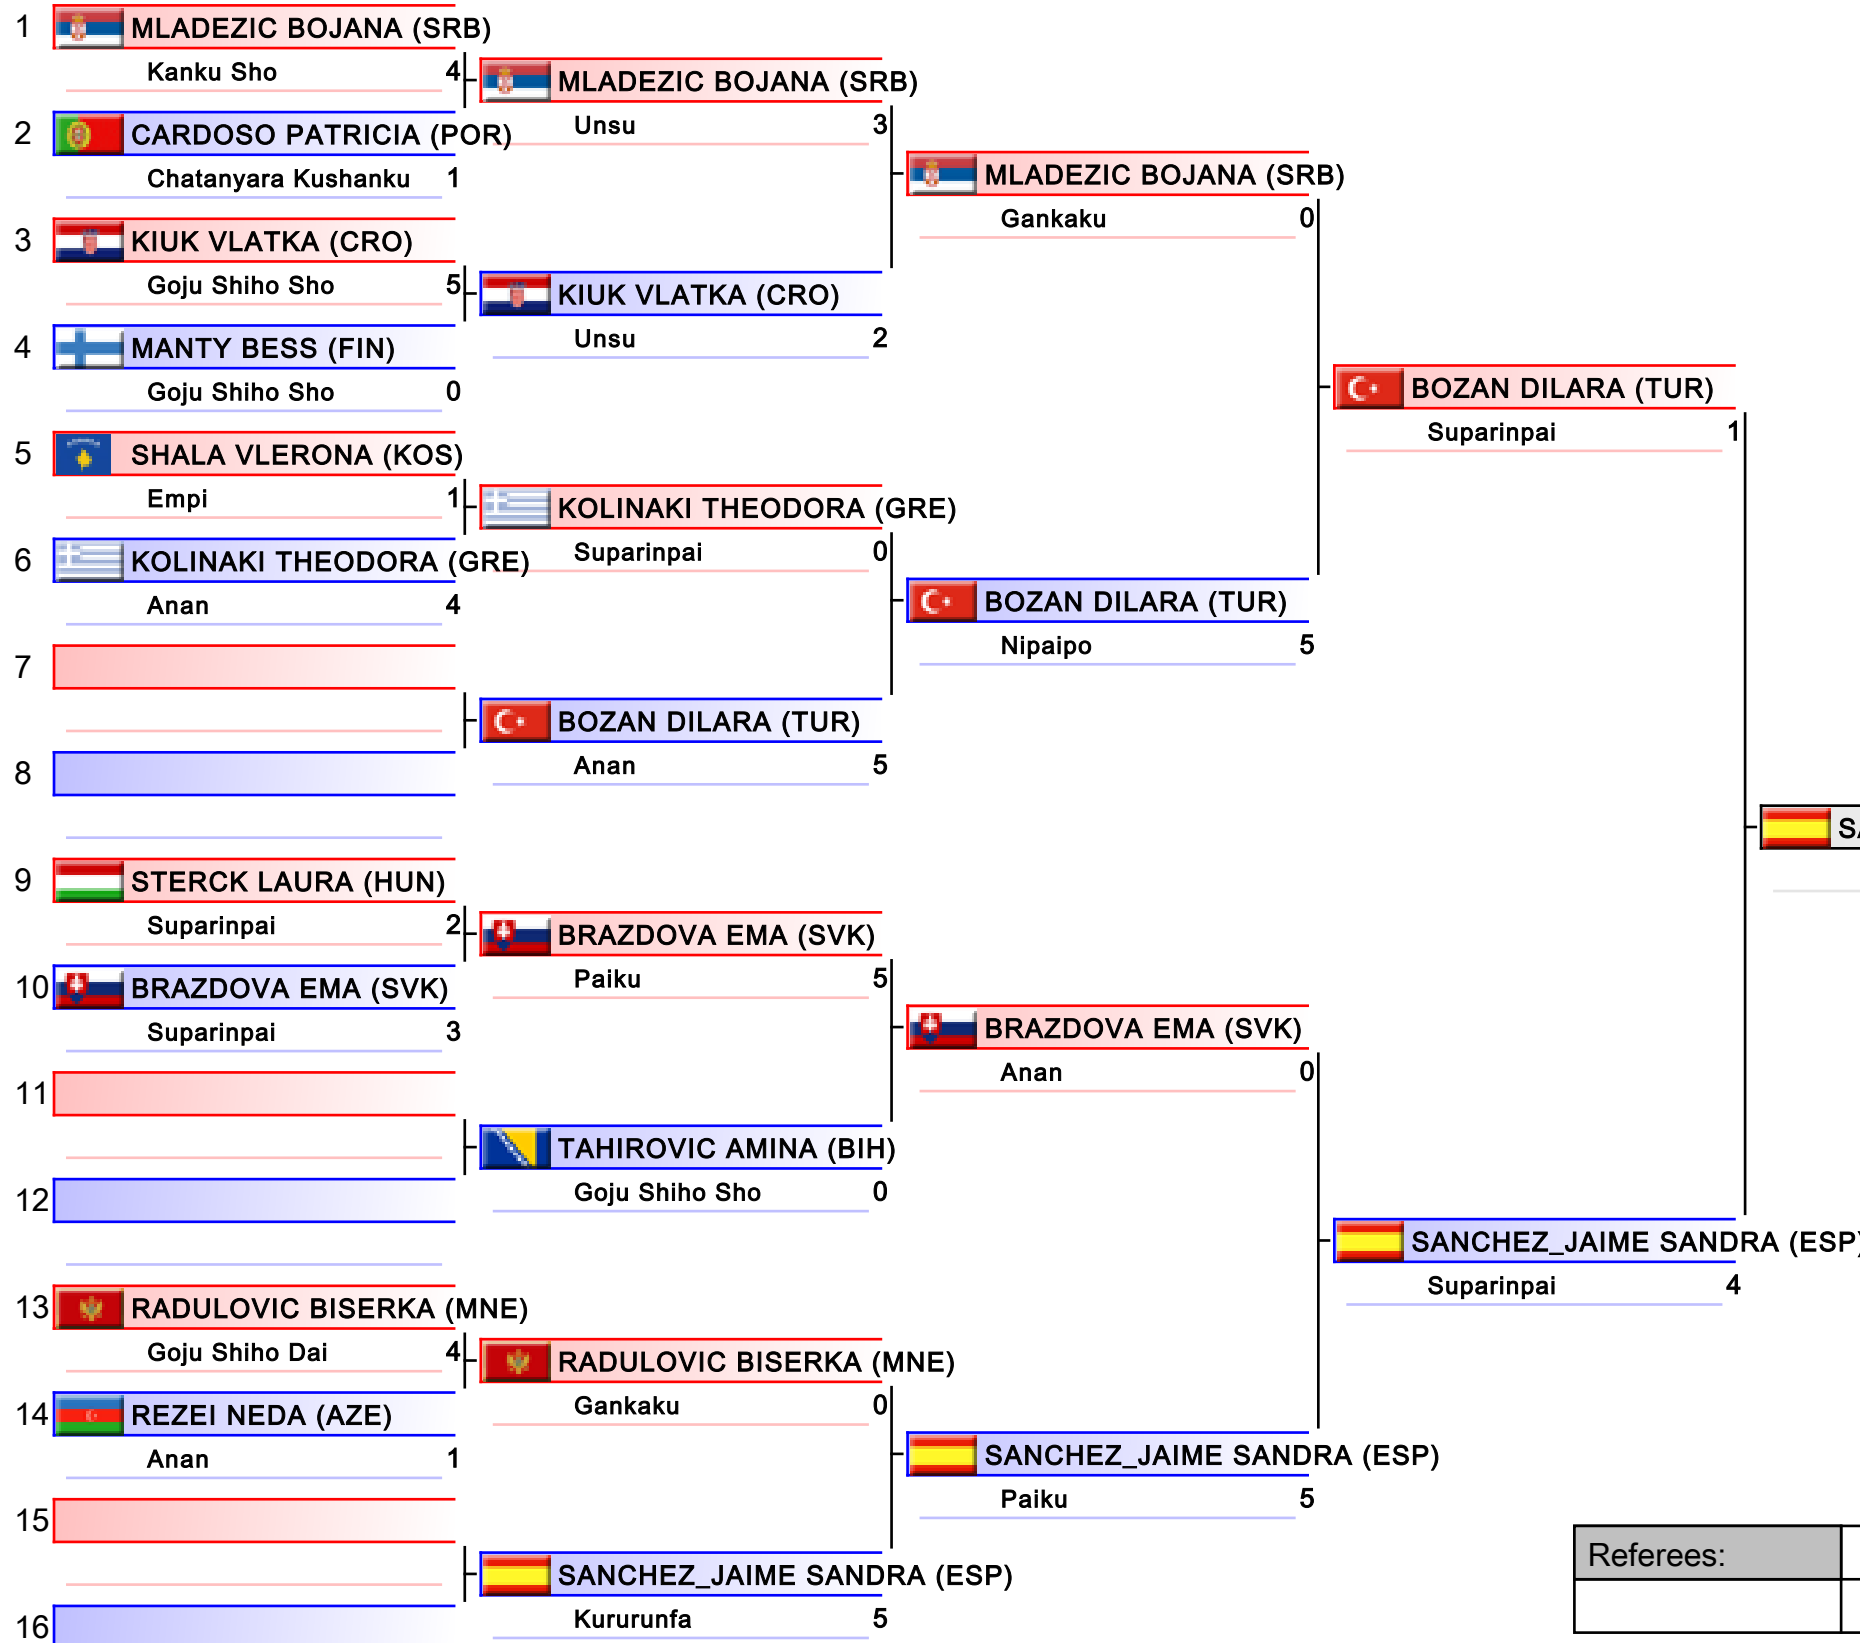 1 MLADEZIC BOJANA (SRB)
Kanku Sho 4
2 CARDOSO PATRICIA (POR)
Chatanyara Kushanku 1
3 KIUK VLATKA (CRO)
Goju Shiho Sho 5
4 MANTY BESS (FIN)
Goju Shiho Sho 0
5 SHALA VLERONA (KOS)
Empi 1
6 KOLINAKI THEODORA (GRE)
Anan 4
7
8
9 STERCK LAURA (HUN)
Suparinpai 2
10 BRAZDOVA EMA (SVK)
Suparinpai 3
11
12
13 RADULOVIC BISERKA (MNE)
Goju Shiho Dai 4
14 REZEI NEDA (AZE)
Anan 1
15
16
MLADEZIC BOJANA (SRB)
Unsu 3
KIUK VLATKA (CRO)
Unsu 2
KOLINAKI THEODORA (GRE)
Suparinpai 0
BOZAN DILARA (TUR)
Anan 5
BRAZDOVA EMA (SVK)
Paiku 5
TAHIROVIC AMINA (BIH)
Goju Shiho Sho 0
RADULOVIC BISERKA (MNE)
Gankaku 0
SANCHEZ_JAIME SANDRA (ESP)
Kururunfa 5
MLADEZIC BOJANA (SRB)
Gankaku 0
BOZAN DILARA (TUR)
Nipaipo 5
BRAZDOVA EMA (SVK)
Anan 0
SANCHEZ_JAIME SANDRA (ESP)
Paiku 5
BOZAN DILARA (TUR)
Suparinpai 1
SANCHEZ_JAIME SANDRA (ESP)
Suparinpai 4
Referees: